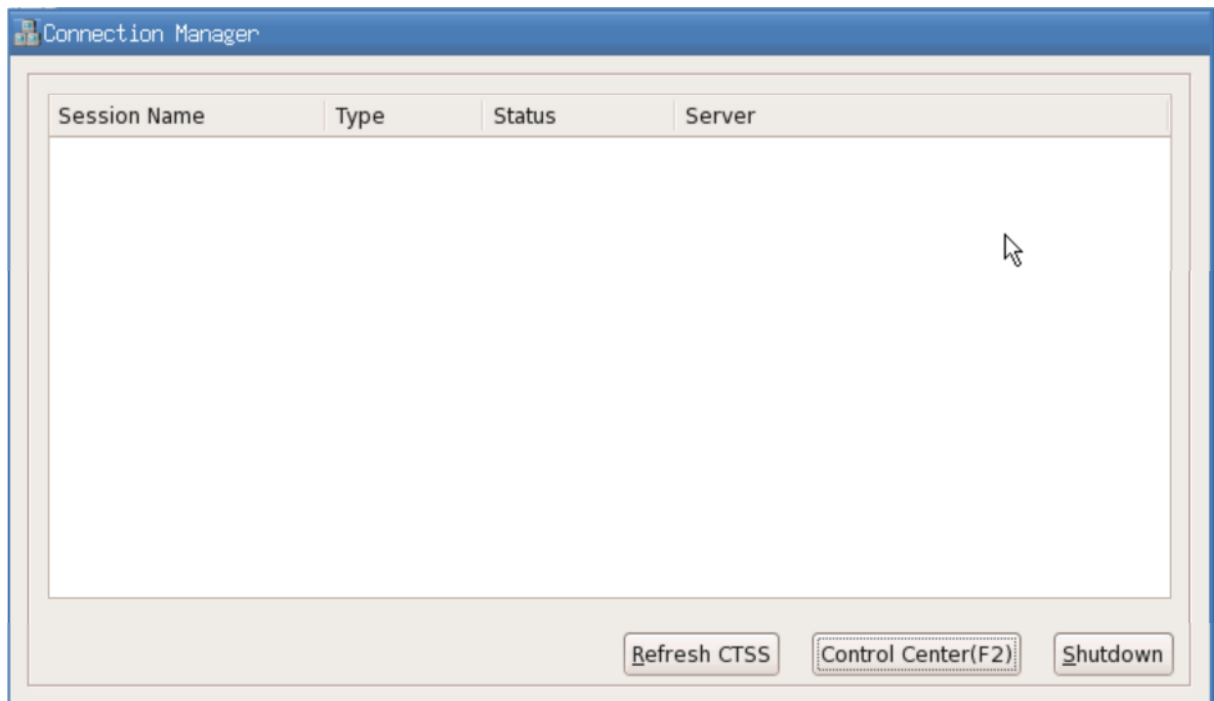 Connection Manager
Session Name Type Status Server
Refresh CTSS Control Center(F2) Shutdown